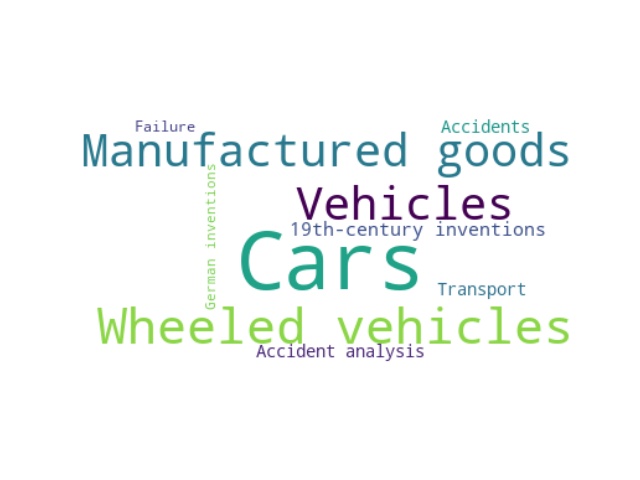 Failure
Accidents
Manufactured goods
German inventions
Vehicles
19th-century inventions
Cars
Transport
Wheeled vehicles
Accident analysis